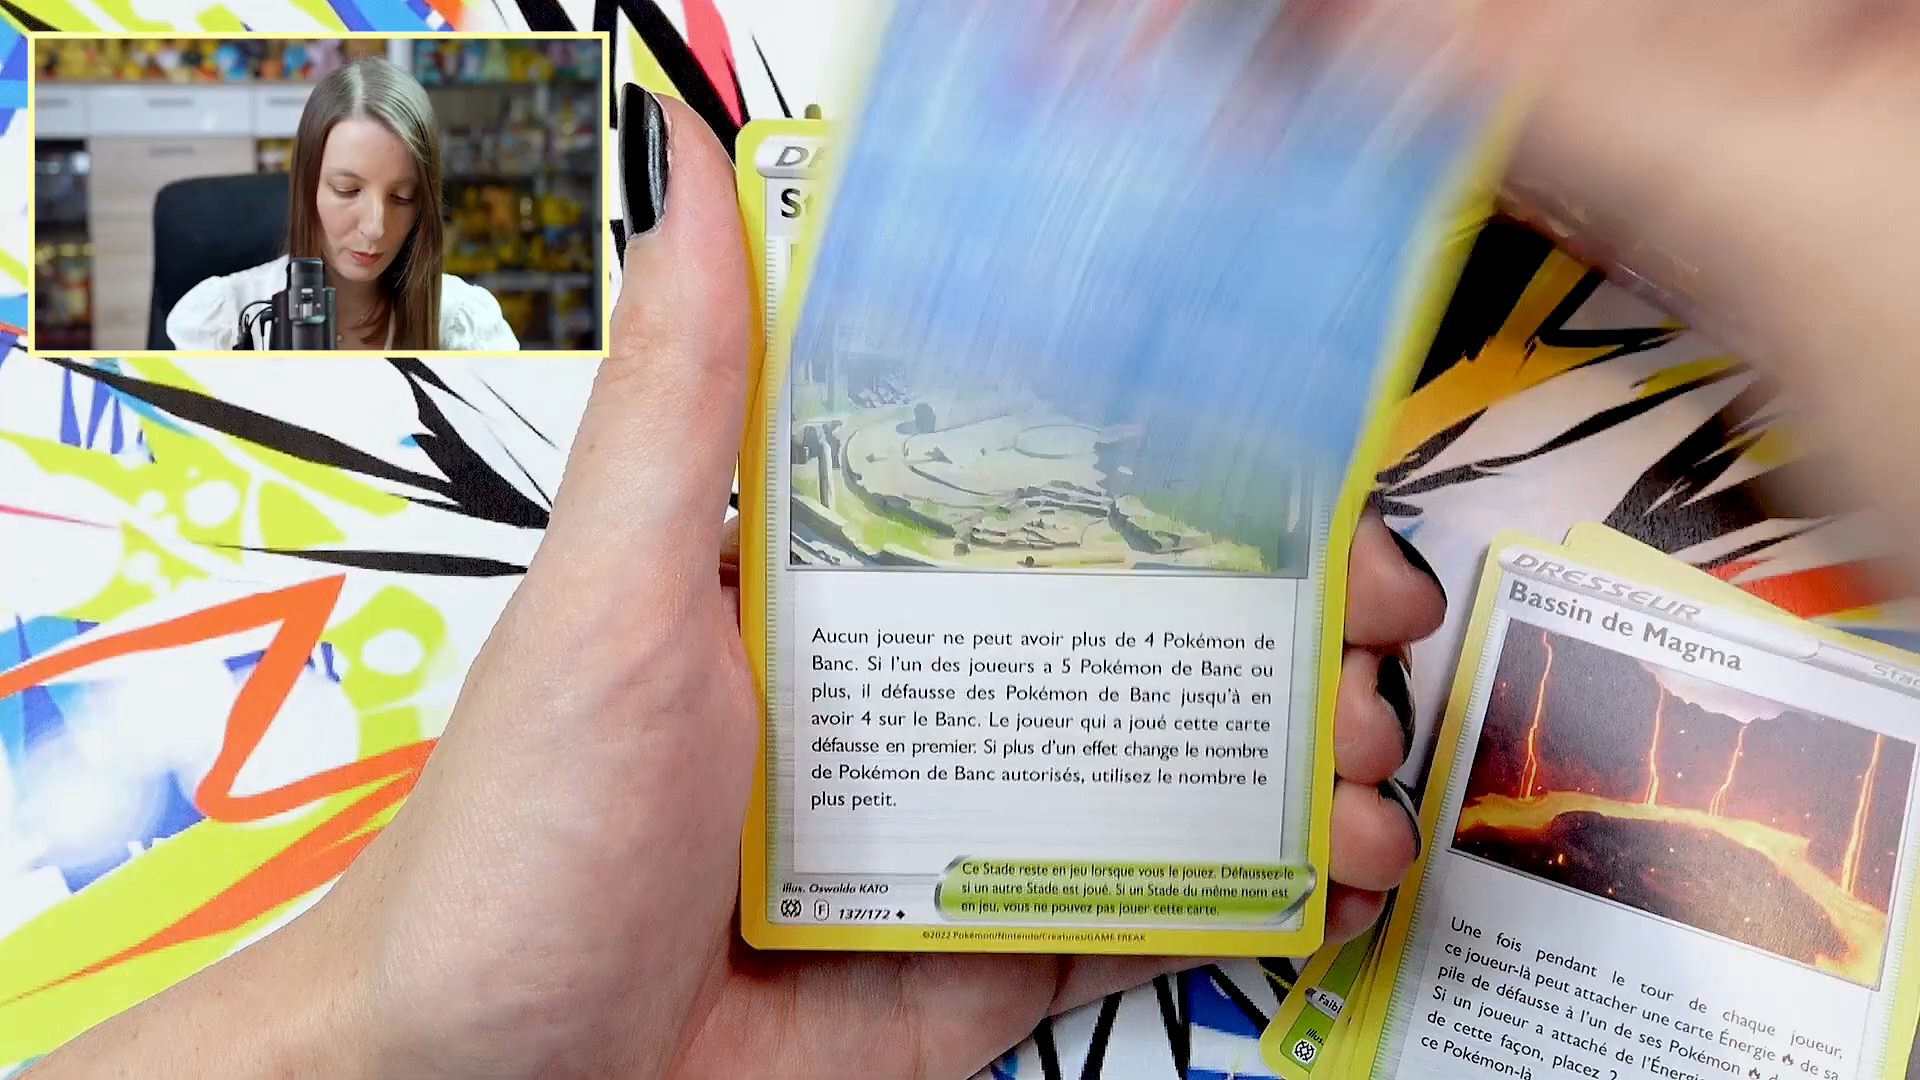 Aucun joueur ne peut avoir plus de 4 Pokémon de
Banc. Si l'un des joueurs a 5 Pokémon de Banc ou
plus, il défausse des Pokémon de Banc jusqu'à en
avoir 4 sur le Banc. Le joueur qui a joué cette carte
défausse en premier. Si plus d'un effet change le nombre
de Pokémon de Banc autorisés, utilisez le nombre le
plus petit.
Ce Stade reste en jeu lorsque vous le jouez. Défaussez-le
si un autre Stade est joué. Si un Stade du même nom est
en jeu, vous ne pouvez pas jouer cette carte.
Illus. Oswaldo KATO
F 137/172
©2022 Pokémon/Nintendo/Creatures/GAME FREAK
DRESSEUR
Bassin de Magma
Une fois pendant le tour de chaque joueur,
ce joueur-là peut attacher une carte Énergie de sa
pile de défausse à l'un de ses Pokémon
Si un joueur a attaché de l'Énergie
de cette façon, placez 2
ce Pokémon-là